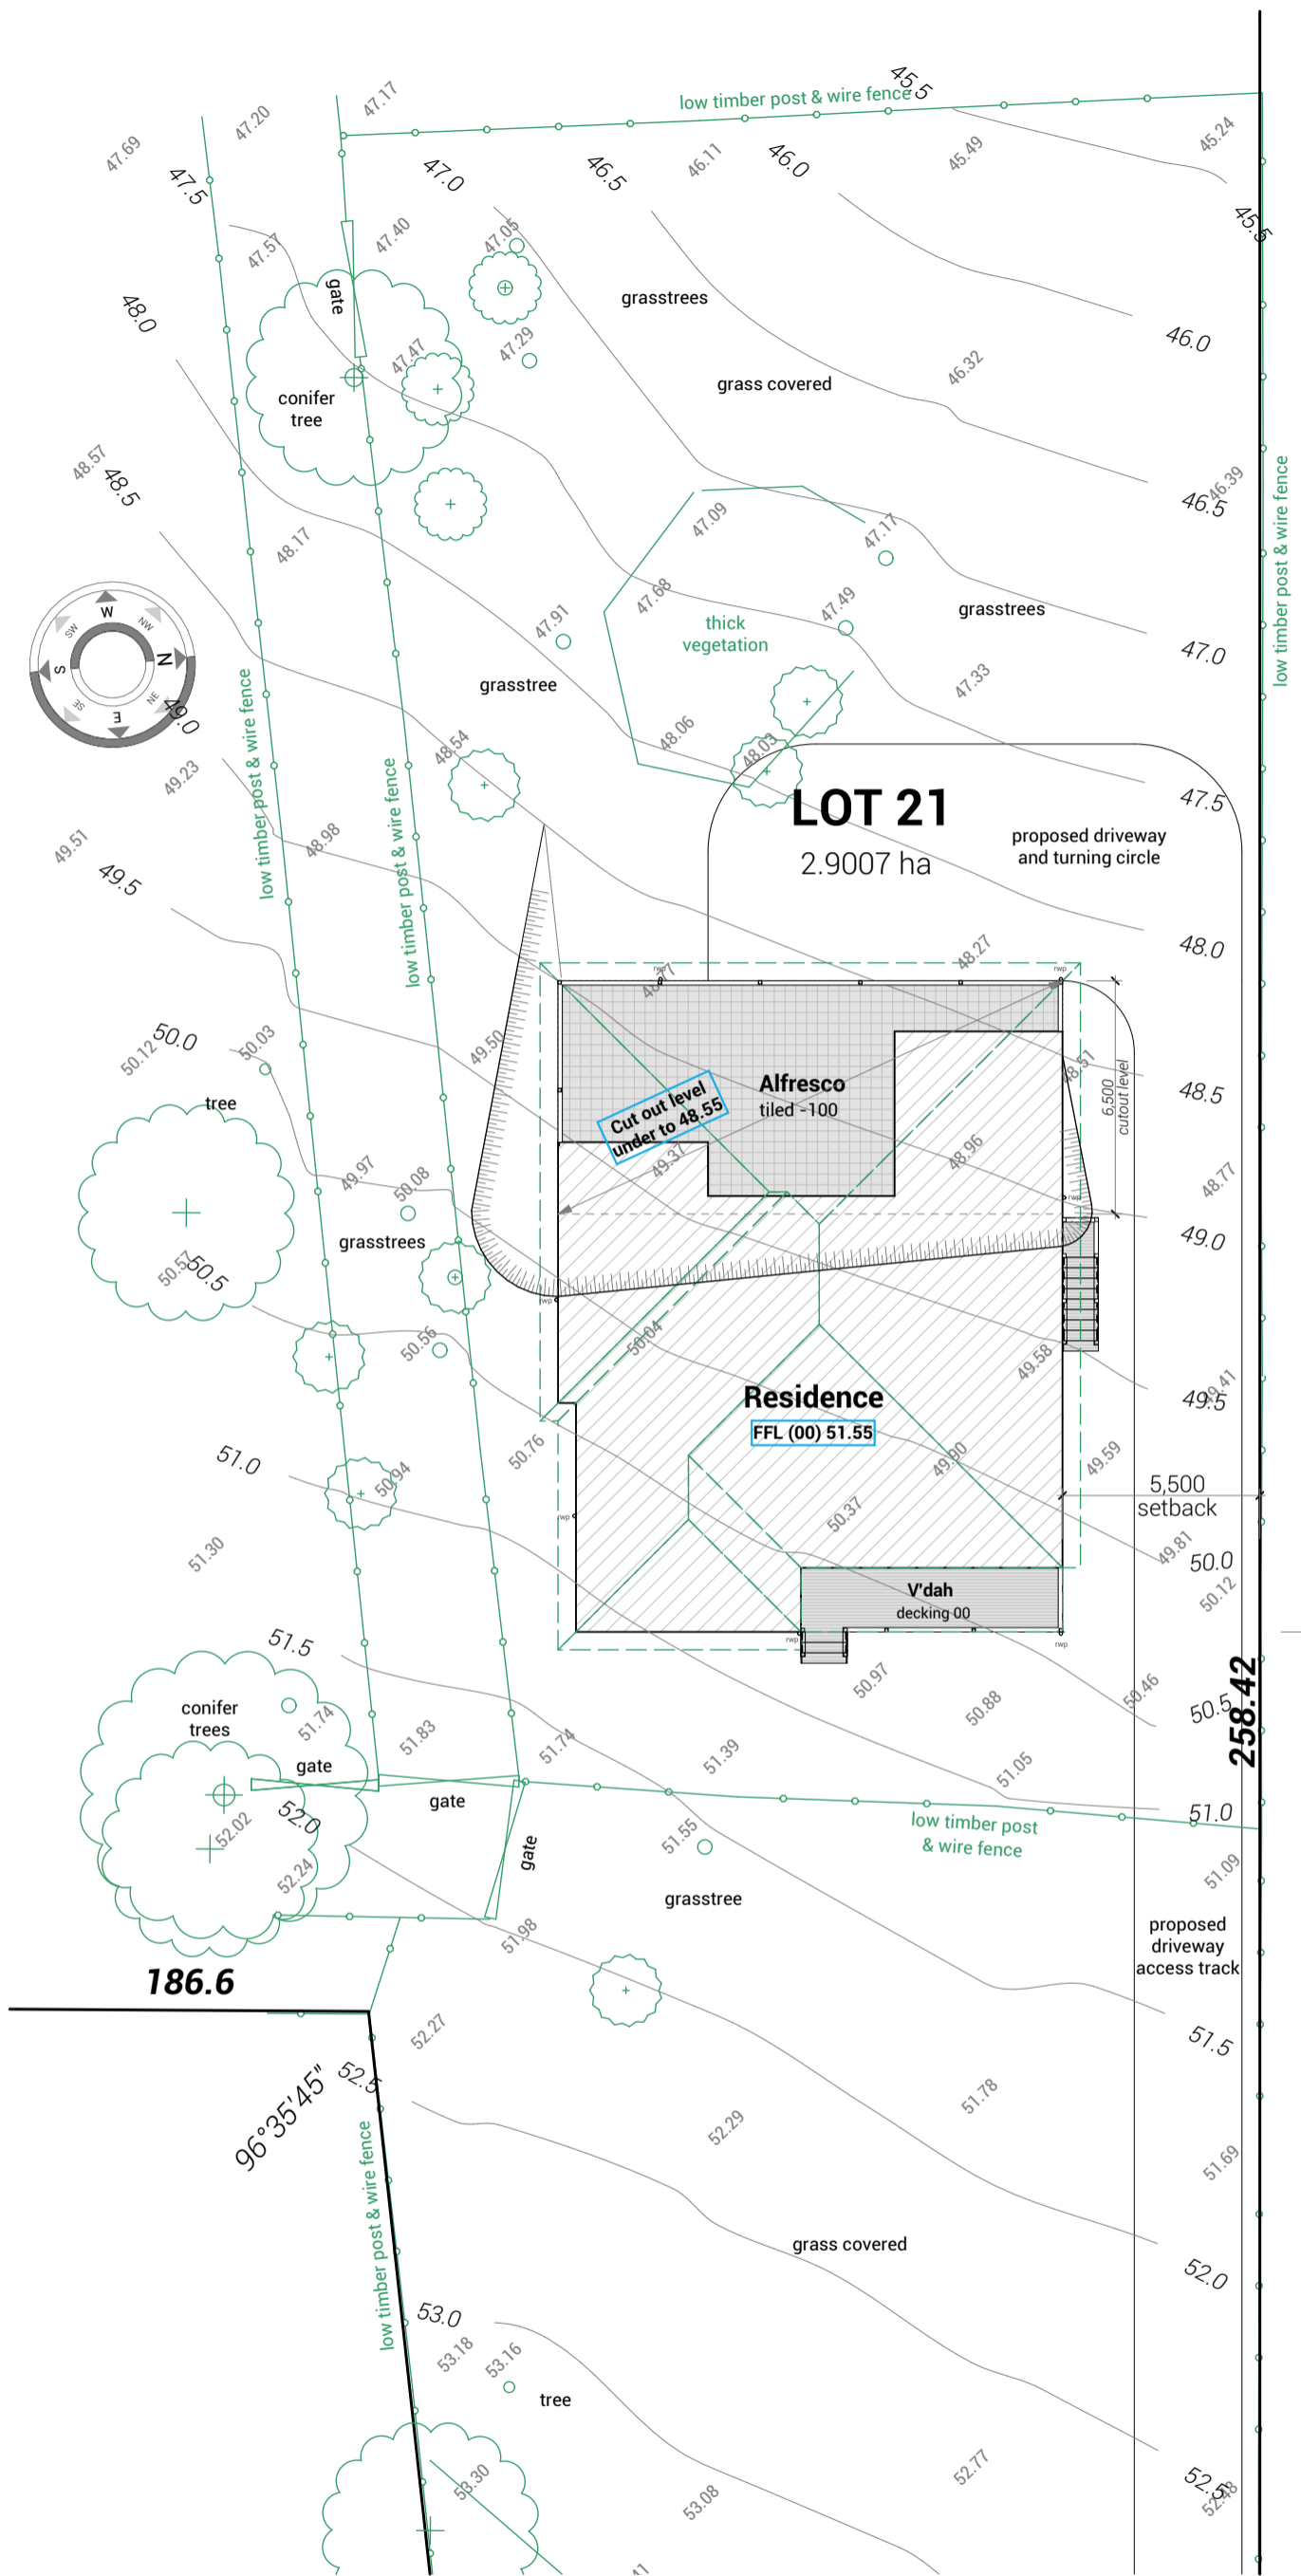 45.5
low timber post & wire fence
47.17
47.20
47.69
47.5
47.0
46.5
46.11
46.0
45.49
45.24
45.5
47.57
47.40
47.05
48.0
gate
grasstrees
46.0
47.47
47.29
46.32
grass covered
conifer
tree
48.57
48.5
46.39
46.5
low timber post & wire fence
47.09
47.17
48.17
47.68
47.49
grasstrees
47.91
thick
vegetation
W
NW
N
NE
E
SE
S
SW
47.0
grasstree
47.33
49.0
low timber post & wire fence
48.54
48.06
48.03
49.23
47.5
LOT 21
2.9007 ha
proposed driveway
and turning circle
49.51
48.98
49.5
low timber post & wire fence
48.0
48.27
rwp
rwp
48.77
50.0
50.03
50.12
49.50
48.51
6,500
cutout level
48.5
Alfresco
tiled -100
Cut out level
under to 48.55
tree
49.37
48.96
49.97
50.08
48.77
rwp
49.0
grasstrees
50.57
50.5
rwp
50.04
50.56
49.58
49.41
49.5
Residence
FFL (00) 51.55
51.0
50.94
50.76
49.90
49.59
5,500
setback
50.37
rwp
51.30
49.81
50.0
50.12
V'dah
decking 00
51.5
rwp
rwp
50.97
50.88
50.46
50.5
258.42
conifer
trees
51.74
51.83
51.74
51.39
51.05
gate
gate
51.0
52.0
52.02
gate
51.55
low timber post
& wire fence
52.24
51.09
grasstree
51.98
proposed
driveway
access track
186.6
52.27
51.5
52.5
96°35'45"
51.78
52.29
51.69
low timber post & wire fence
grass covered
52.0
53.0
53.18
53.16
tree
52.77
53.30
53.08
52.5
52.48